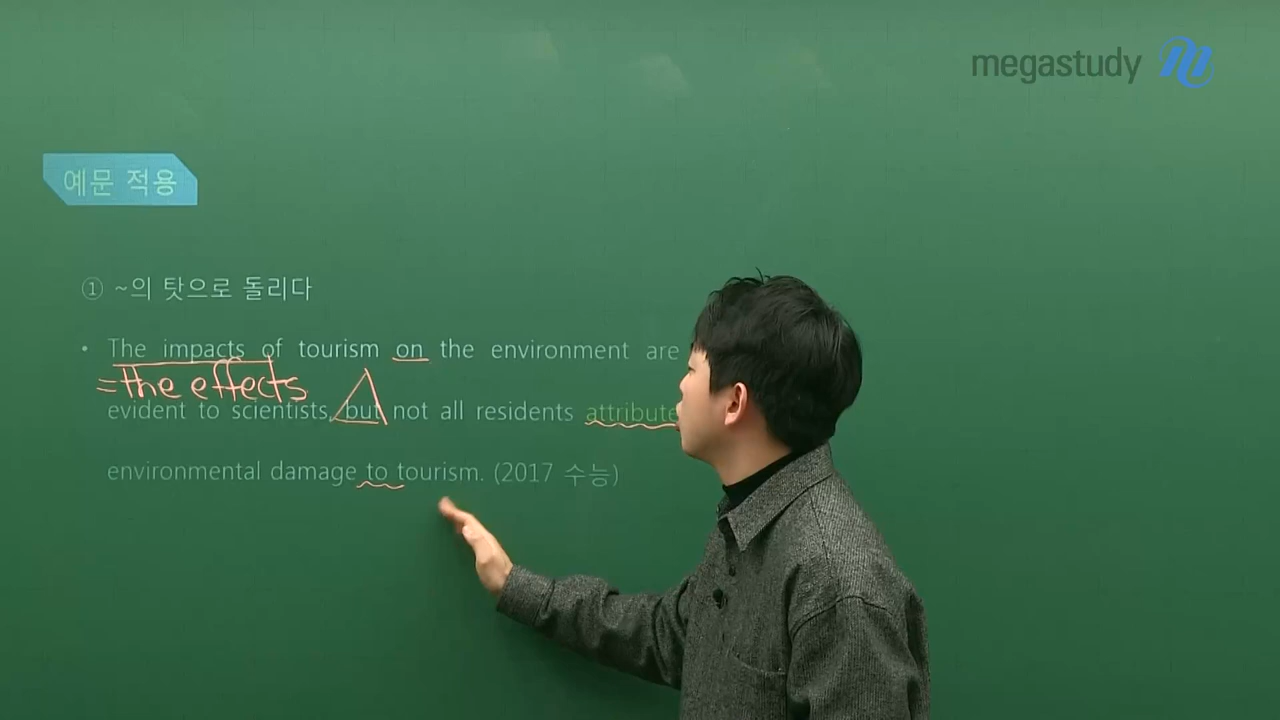 megastudy
예문 적용
① ~의 탓으로 돌리다
• The impacts of tourism on the environment are
= the effects
evident to scientists, but not all residents attribute
environmental damage to tourism. (2017 수능)